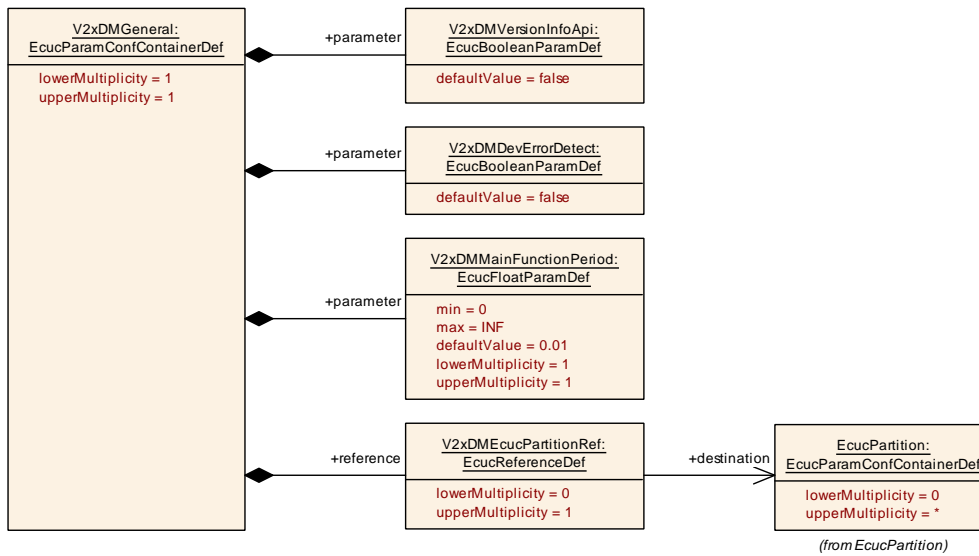 V2xDMGeneral:
EcucParamConfContainerDef
lowerMultiplicity = 1
upperMultiplicity = 1
+parameter
V2xDMVersionInfoApi:
EcucBooleanParamDef
defaultValue = false
+parameter
V2xDMDevErrorDetect:
EcucBooleanParamDef
defaultValue = false
+parameter
V2xDMMainFunctionPeriod:
EcucFloatParamDef
min = 0
max = INF
defaultValue = 0.01
lowerMultiplicity = 1
upperMultiplicity = 1
+reference
V2xDMEcucPartitionRef:
EcucReferenceDef
lowerMultiplicity = 0
upperMultiplicity = 1
+destination
EcucPartition:
EcucParamConfContainerDef
lowerMultiplicity = 0
upperMultiplicity = *
(from EcucPartition)